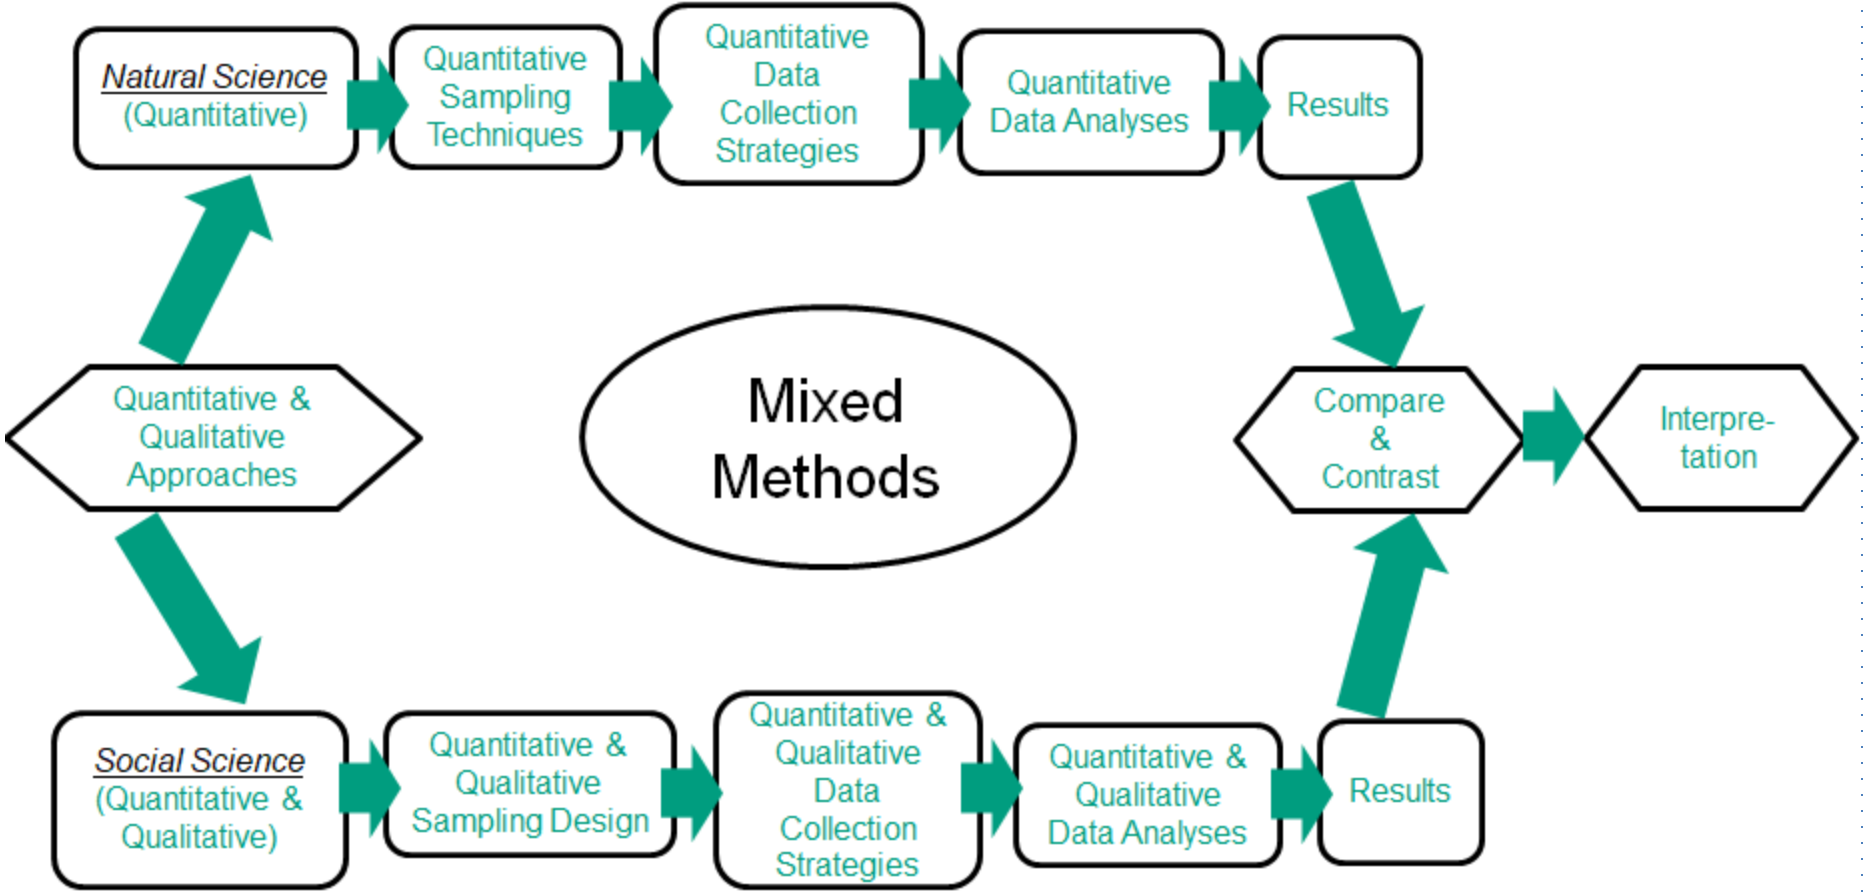 Natural Science
(Quantitative)
Quantitative
Sampling
Techniques
Quantitative
Data
Collection
Strategies
Quantitative
Data Analyses
Results
Quantitative &
Qualitative
Approaches
Mixed
Methods
Compare
&
Contrast
Interpre-
tation
Social Science
(Quantitative &
Qualitative)
Quantitative &
Qualitative
Sampling Design
Quantitative &
Qualitative
Data
Collection
Strategies
Quantitative &
Qualitative
Data Analyses
Results